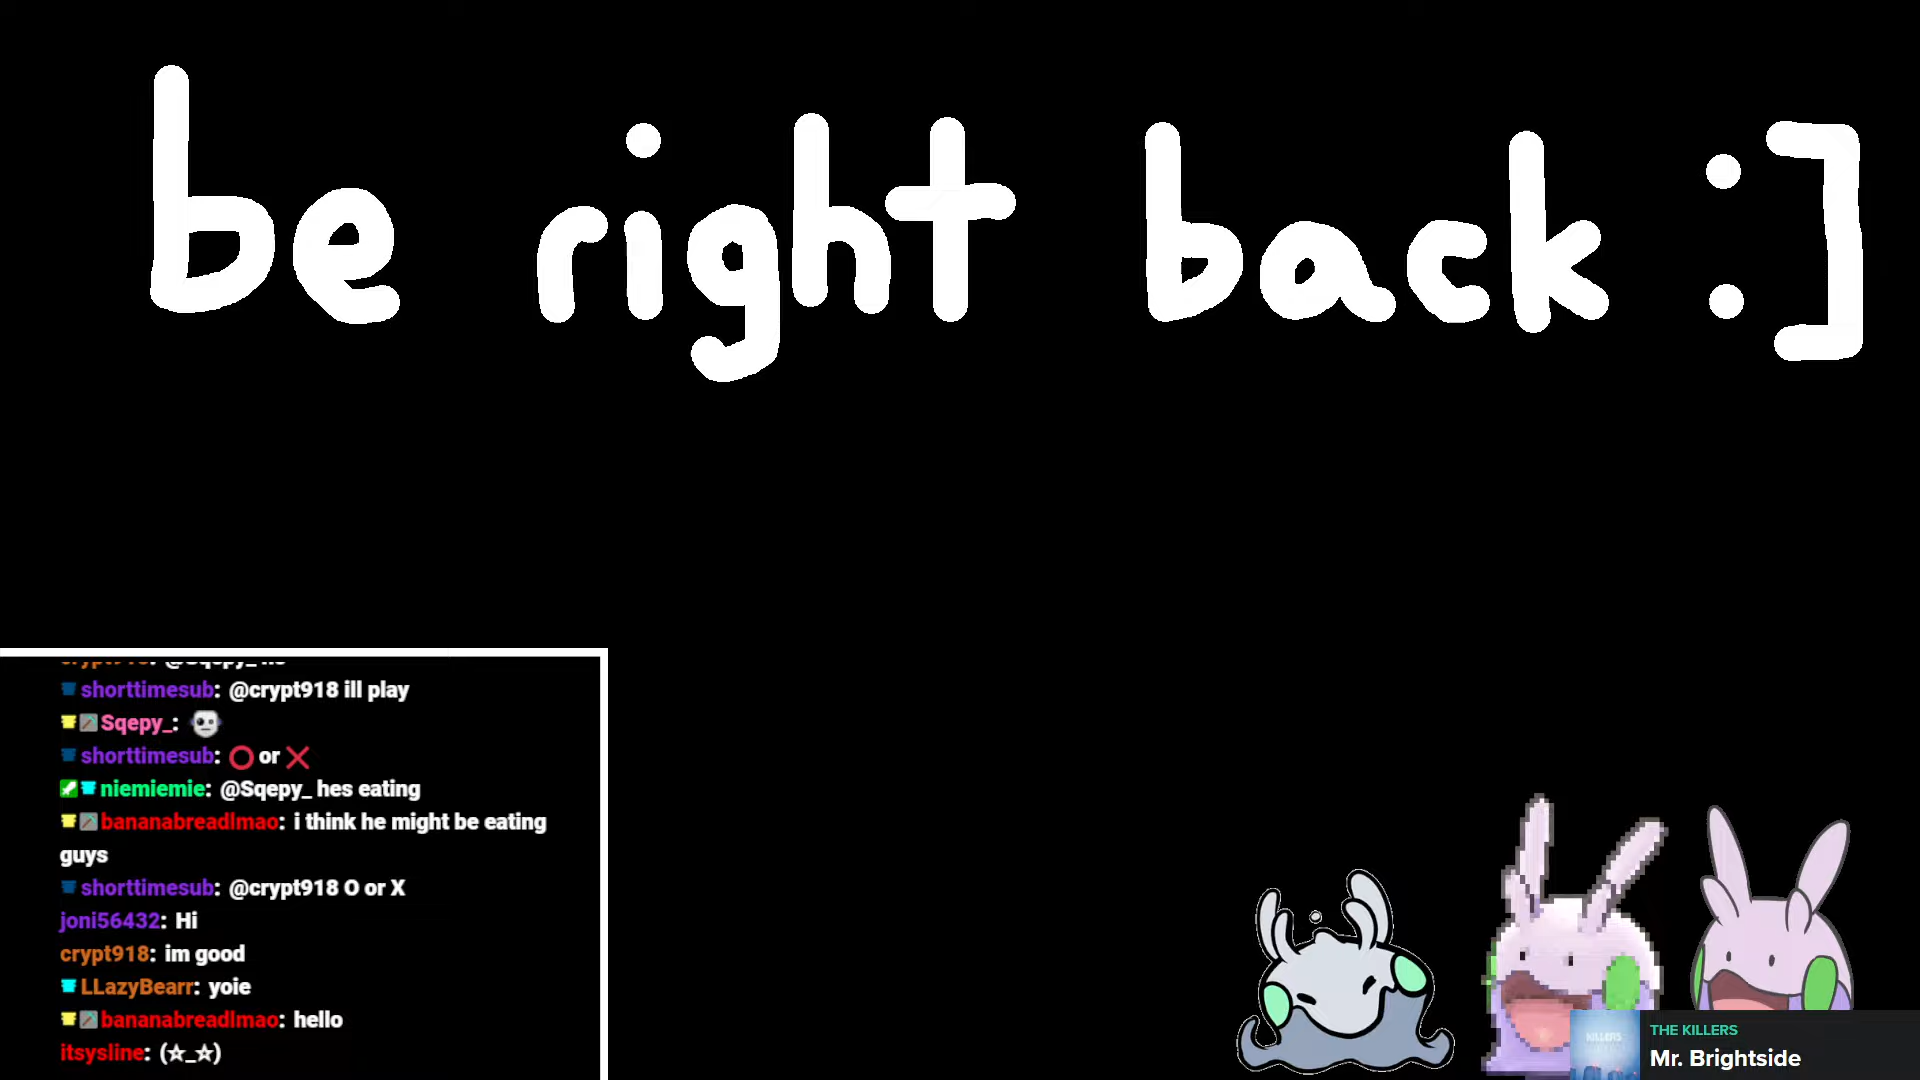 be right back :]
shorttimesub: @crypt918 ill play
Sqepy_:
shorttimesub: ⭕ or ❌
niemiemie: @Sqepy_ hes eating
bananabreadlmao: i think he might be eating
guys
shorttimesub: @crypt918 O or X
joni56432: Hi
crypt918: im good
LLazyBearr: yoie
bananabreadlmao: hello
itsysline: (☆_☆)
THE KILLERS
Mr. Brightside